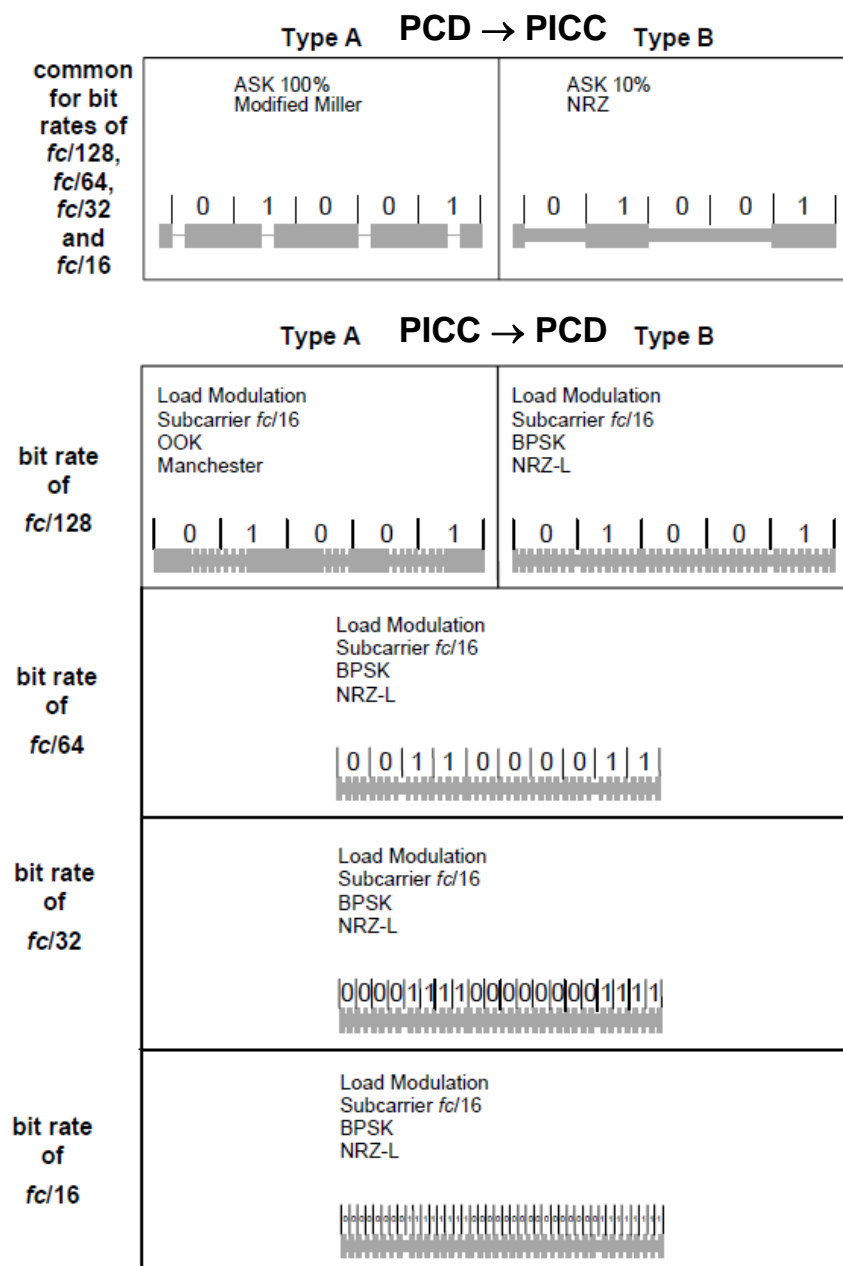 Type A PCD → PICC Type B
common
for bit
rates of
fc/128,
fc/64,
fc/32
and
fc/16
ASK 100%
Modified Miller
0 1 0 0 1
ASK 10%
NRZ
0 1 0 0 1
Type A PICC → PCD Type B
bit rate
of
fc/128
Load Modulation
Subcarrier fc/16
OOK
Manchester
0 1 0 0 1
Load Modulation
Subcarrier fc/16
BPSK
NRZ-L
0 1 0 0 1
bit rate
of
fc/64
Load Modulation
Subcarrier fc/16
BPSK
NRZ-L
0 0 1 1 0 0 0 0 1 1
bit rate
of
fc/32
Load Modulation
Subcarrier fc/16
BPSK
NRZ-L
0 0 0 0 1 1 1 1 0 0 0 0 0 0 0 0 1 1 1 1
bit rate
of
fc/16
Load Modulation
Subcarrier fc/16
BPSK
NRZ-L